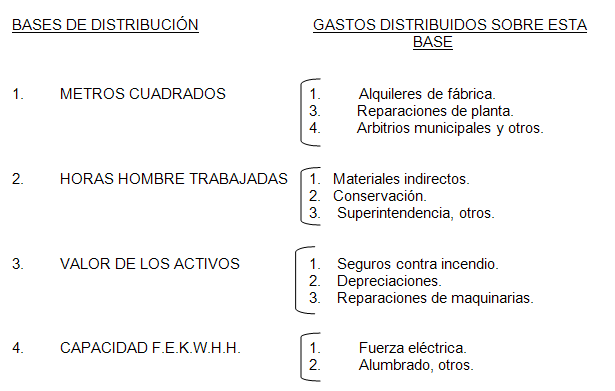 BASES DE DISTRIBUCIÓN GASTOS DISTRIBUIDOS SOBRE ESTA
BASE
1. METROS CUADRADOS 1. Alquileres de fábrica.
3. Reparaciones de planta.
4. Arbitrios municipales y otros.
2. HORAS HOMBRE TRABAJADAS 1. Materiales indirectos.
2. Conservación.
3. Superintendencia, otros.
3. VALOR DE LOS ACTIVOS 1. Seguros contra incendio.
2. Depreciaciones.
3. Reparaciones de maquinarias.
4. CAPACIDAD F.E.K.W.H.H. 1. Fuerza eléctrica.
2. Alumbrado, otros.